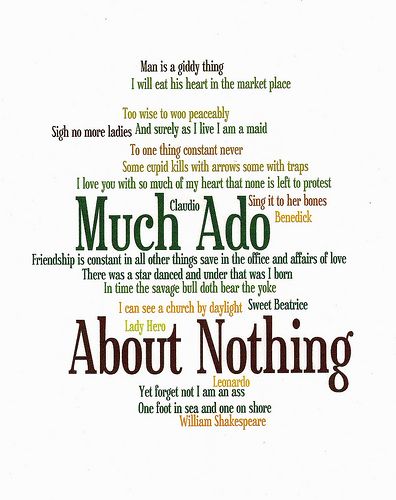 Man is a giddy thing
I will eat his heart in the market place
Too wise to woo peaceably
Sigh no more ladies And surely as I live I am a maid
To one thing constant never
Some cupid kills with arrows some with traps
I love you with so much of my heart that none is left to protest
Claudio Sing it to her bones
Much Ado Benedick
Friendship is constant in all other things save in the office and affairs of love
There was a star danced and under that was I born
In time the savage bull doth bear the yoke
I can see a church by daylight Sweet Beatrice
Lady Hero
About Nothing
Leonardo
Yet forget not I am an ass
One foot in sea and one on shore
William Shakespeare